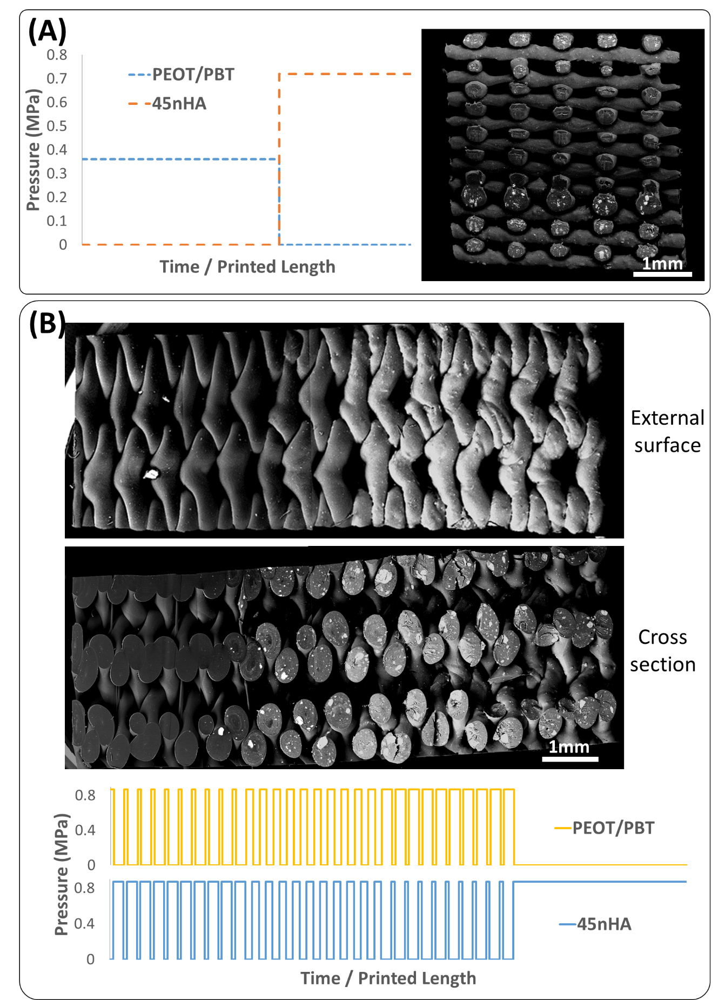 (A)
0.8
0.7
0.6
0.5
0.4
0.3
0.2
0.1
0
Pressure (MPa)
PEOT/PBT
45nHA
Time / Printed Length
1mm
(B)
External
surface
Cross
section
1mm
0.8
0.4
0
Pressure (MPa)
PEOT/PBT
0.8
0.4
0
Pressure (MPa)
45nHA
Time / Printed Length